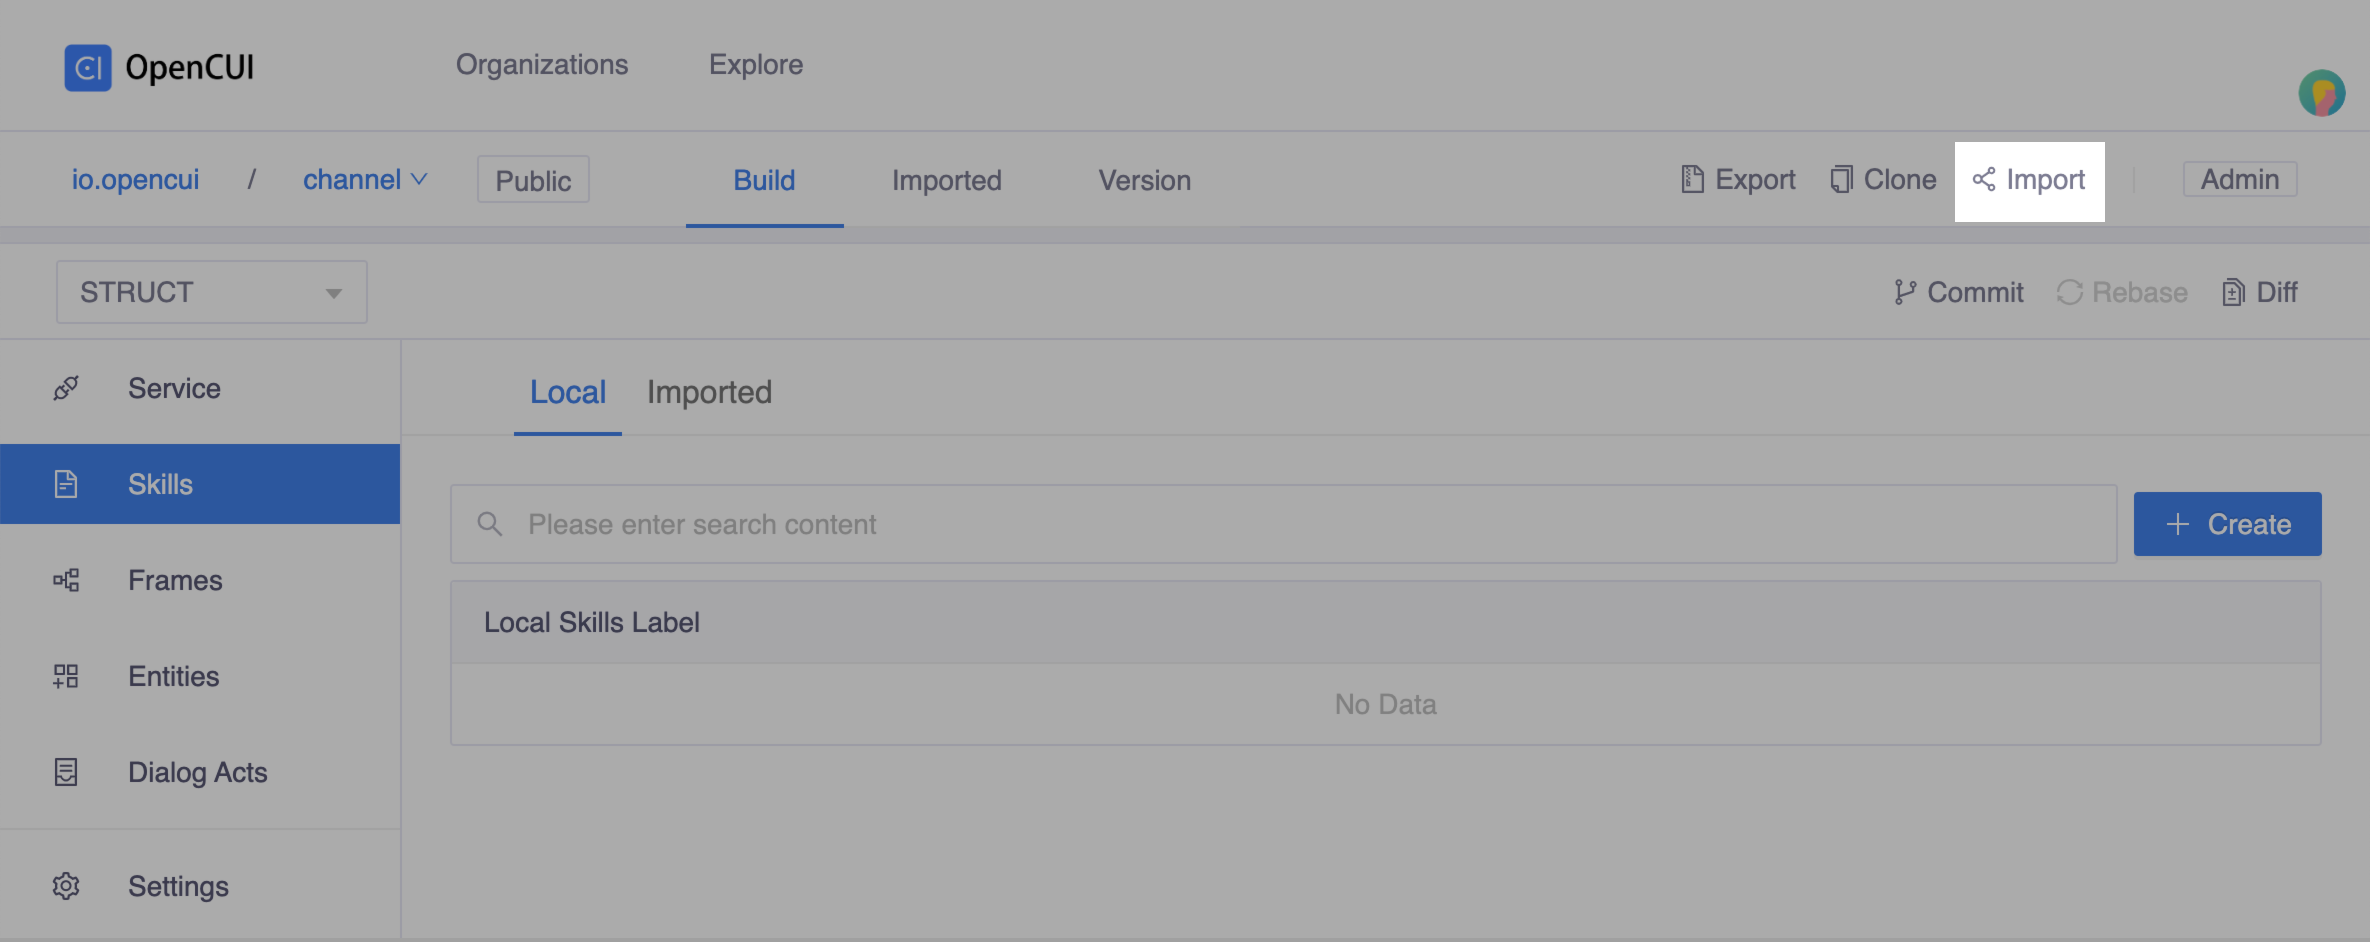 OpenCUI Organizations Explore
io.opencui / channel Public Build Imported Version Export Clone Import Admin
STRUCT Commit Rebase Diff
Service
Local Imported
Skills
Please enter search content Create
Frames
Local Skills Label
Entities
No Data
Dialog Acts
Settings